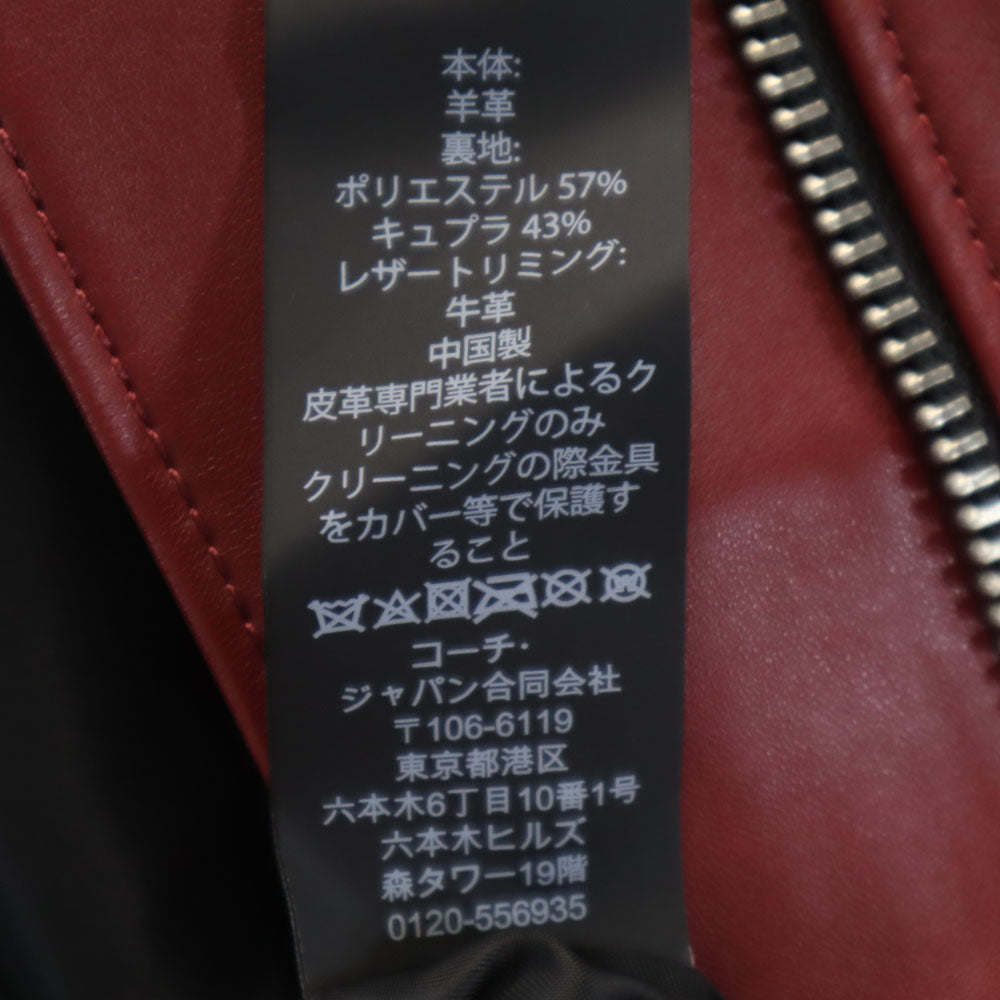 本体:
羊革
裏地:
ポリエステル 57%
キュプラ 43%
レザートリミング:
牛革
中国製
皮革専門業者によるク
リーニングのみ
クリーニングの際金具
をカバー等で保護す
ること
コーチ・
ジャパン合同会社
〒106-6119
東京都港区
六本木6丁目10番1号
六本木ヒルズ
森タワー19階
0120-556935